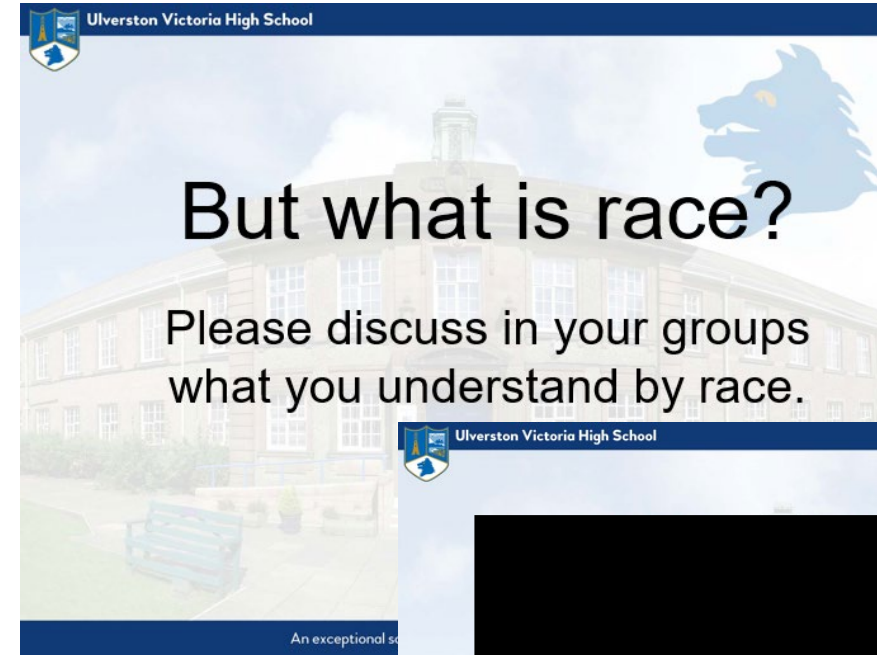 Ulverston Victoria High School
But what is race?
Please discuss in your groups
what you understand by race.
Ulverston Victoria High School
An exceptional